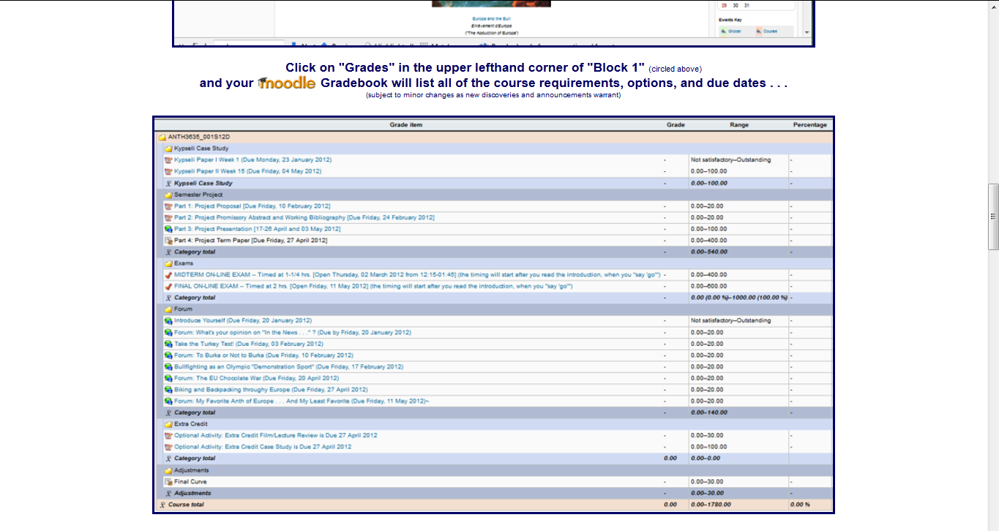 29 30 31
Europe and the Bull
Enlèvement d'Europe
("The Abduction of Europe")
Events Key
Global Course
Click on "Grades" in the upper lefthand corner of "Block 1" (circled above)
and your moodle Gradebook will list all of the course requirements, options, and due dates . . .
(subject to minor changes as new discoveries and announcements warrant)
Grade item Grade Range Percentage
ANTH3635_001S12D
Kypseli Case Study
Kypseli Paper I Week 1 (Due Monday, 23 January 2012) - Not satisfactory–Outstanding -
Kypseli Paper II Week 15 (Due Friday, 04 May 2012) - 0.00–100.00 -
Kypseli Case Study - 0.00–100.00 -
Semester Project
Part 1: Project Proposal [Due Friday, 10 February 2012] - 0.00–20.00 -
Part 2: Project Promissory Abstract and Working Bibliography [Due Friday, 24 February 2012] - 0.00–20.00 -
Part 3: Project Presentation [17-26 April and 03 May 2012] - 0.00–100.00 -
Part 4: Project Term Paper [Due Friday, 27 April 2012] - 0.00–400.00 -
Category total - 0.00–540.00 -
Exams
MIDTERM ON-LINE EXAM -- Timed at 1-1/4 hrs. [Open Thursday, 02 March 2012 from 12:15-01:45] (the timing will start after you read the introduction, when you "say 'go'") - 0.00–400.00 -
FINAL ON-LINE EXAM -- Timed at 2 hrs. [Open Friday, 11 May 2012] (the timing will start after you read the introduction, when you "say 'go'") - 0.00–600.00 -
Category total - 0.00 (0.00 %)–1000.00 (100.00 %) -
Forum
Introduce Yourself (Due Friday, 20 January 2012) - Not satisfactory–Outstanding -
Forum: What's your opinion on "In the News . . ." ? (Due by Friday, 20 January 2012) - 0.00–20.00 -
Take the Turkey Test! (Due Friday, 03 February 2012) - 0.00–20.00 -
Forum: To Burka or Not to Burka (Due Friday, 10 February 2012) - 0.00–20.00 -
Bullfighting as an Olympic "Demonstration Sport" (Due Friday, 17 February 2012) - 0.00–20.00 -
Forum: The EU Chocolate War (Due Friday, 20 April 2012) - 0.00–20.00 -
Biking and Backpacking throughy Europe (Due Friday, 27 April 2012) - 0.00–20.00 -
Forum: My Favorite Anth of Europe . . . And My Least Favorite (Due Friday, 11 May 2012)~ - 0.00–20.00 -
Category total - 0.00–140.00 -
Extra Credit
Optional Activity: Extra Credit Film/Lecture Review is Due 27 April 2012 - 0.00–30.00 -
Optional Activity: Extra Credit Case Study is Due 27 April 2012 - 0.00–100.00 -
Category total 0.00 0.00–0.00
Adjustments
Final Curve - 0.00–30.00 -
Adjustments - 0.00–30.00 -
Course total 0.00 0.00–1780.00 0.00 %